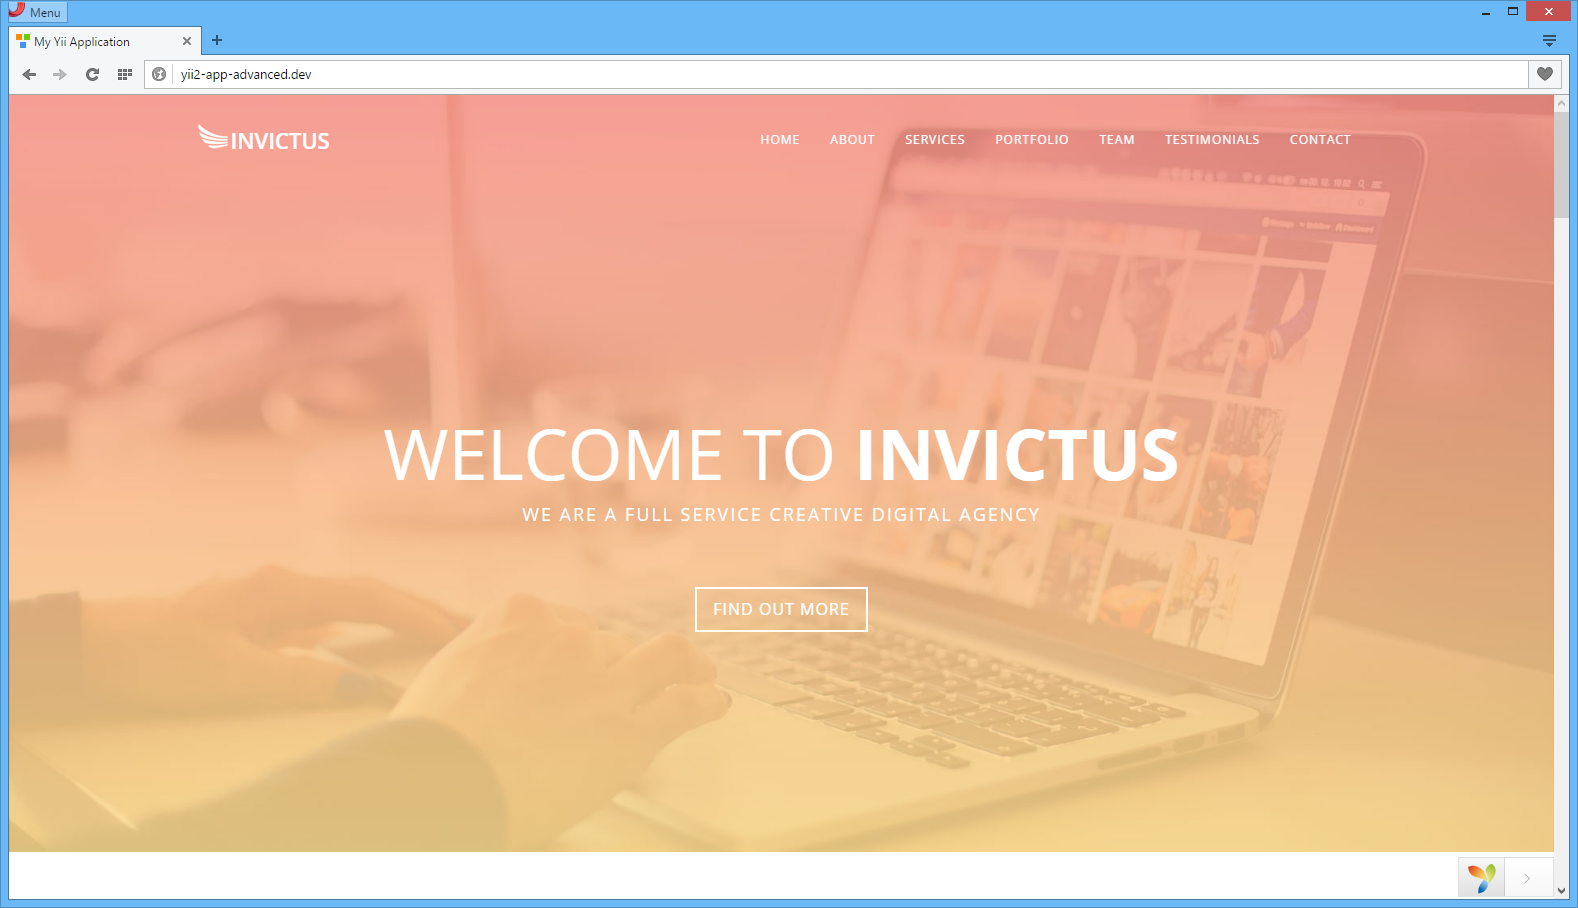 Menu
My Yii Application
yii2-app-advanced.dev
INVICTUS
HOME ABOUT SERVICES PORTFOLIO TEAM TESTIMONIALS CONTACT
WELCOME TO INVICTUS
WE ARE A FULL SERVICE CREATIVE DIGITAL AGENCY
FIND OUT MORE